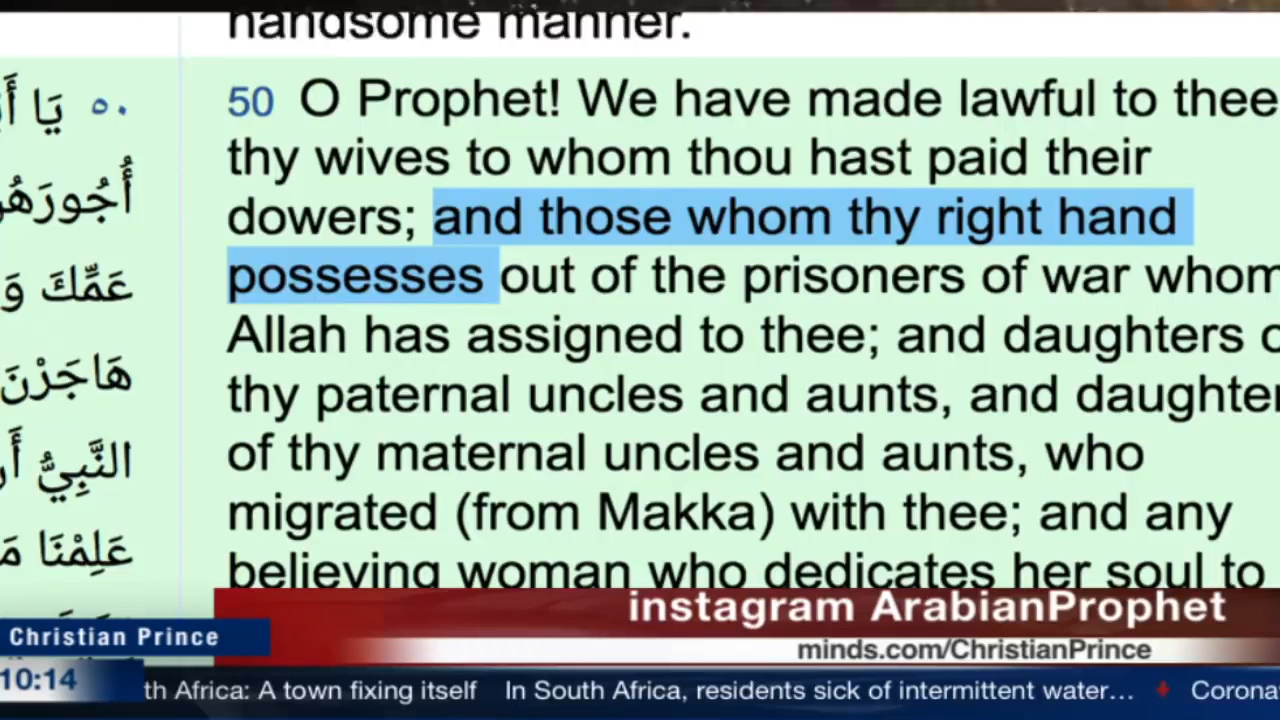 handsome manner.
50 O Prophet! We have made lawful to thee
thy wives to whom thou hast paid their
dowers; and those whom thy right hand
possesses out of the prisoners of war whom
Allah has assigned to thee; and daughters o
thy paternal uncles and aunts, and daughter
of thy maternal uncles and aunts, who
migrated (from Makka) with thee; and any
believing woman who dedicates her soul to
٥٠ يَا
أُجُورَهُ
عَمِّكَ وَ
هَاجَرْنَ
النَّبِيُّ أَ
عَلِمْنَا مَ
instagram ArabianProphet
Christian Prince
minds.com/ChristianPrince
10:14
th Africa: A town fixing itself In South Africa, residents sick of intermittent water... Corona